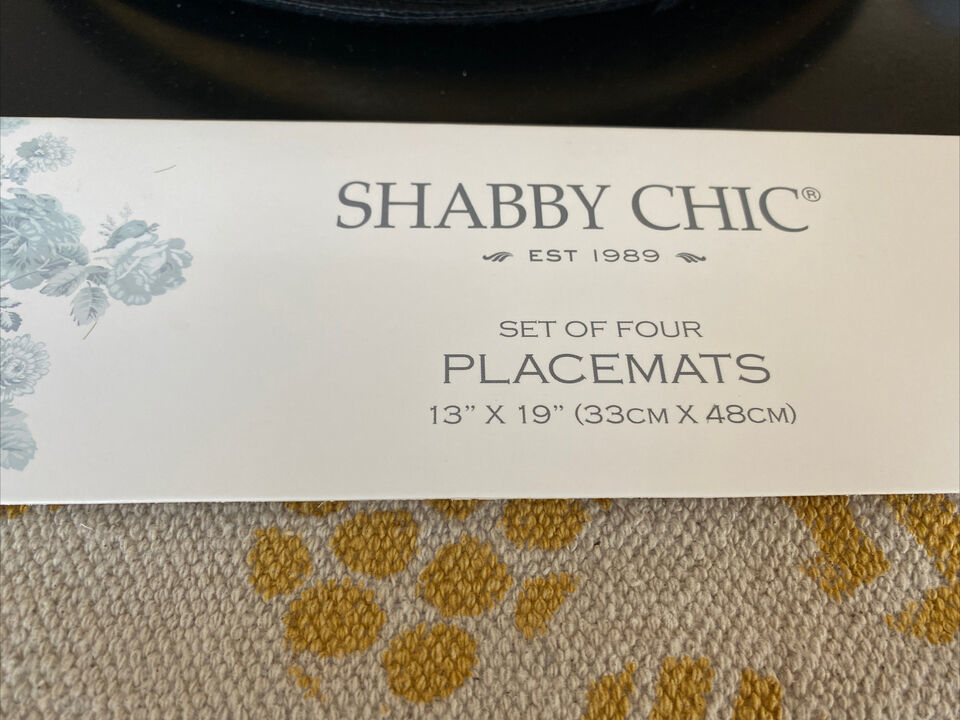 SHABBY CHIC®
EST 1989
SET OF FOUR
PLACEMATS
13” X 19” (33CM X 48CM)